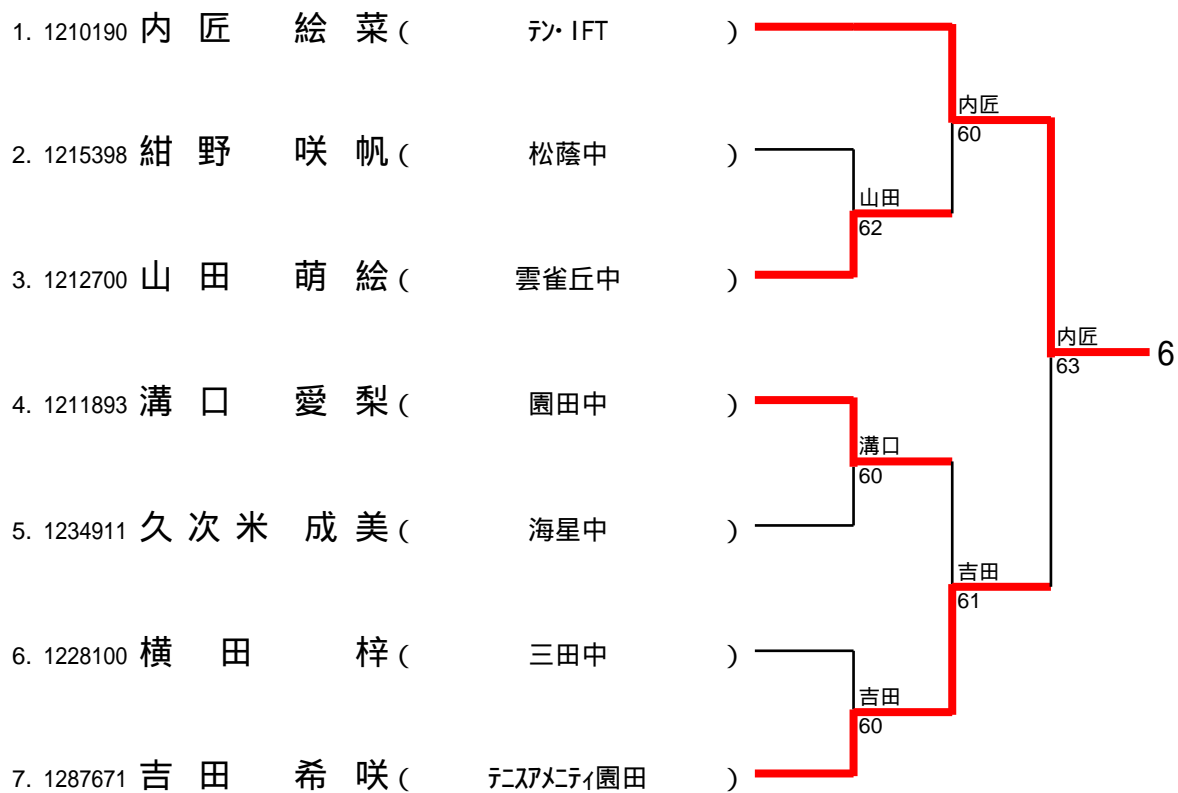 1. 1210190 内 匠 絵 菜 ( テン・IFT )
内匠
60
2. 1215398 紺 野 咲 帆 ( 松蔭中 )
山田
62
3. 1212700 山 田 萌 絵 ( 雲雀丘中 )
内匠
63
6
4. 1211893 溝 口 愛 梨 ( 園田中 )
溝口
60
5. 1234911 久 次 米 成 美 ( 海星中 )
吉田
61
6. 1228100 横 田 梓 ( 三田中 )
吉田
60
7. 1287671 吉 田 希 咲 ( テニスアメニティ園田 )